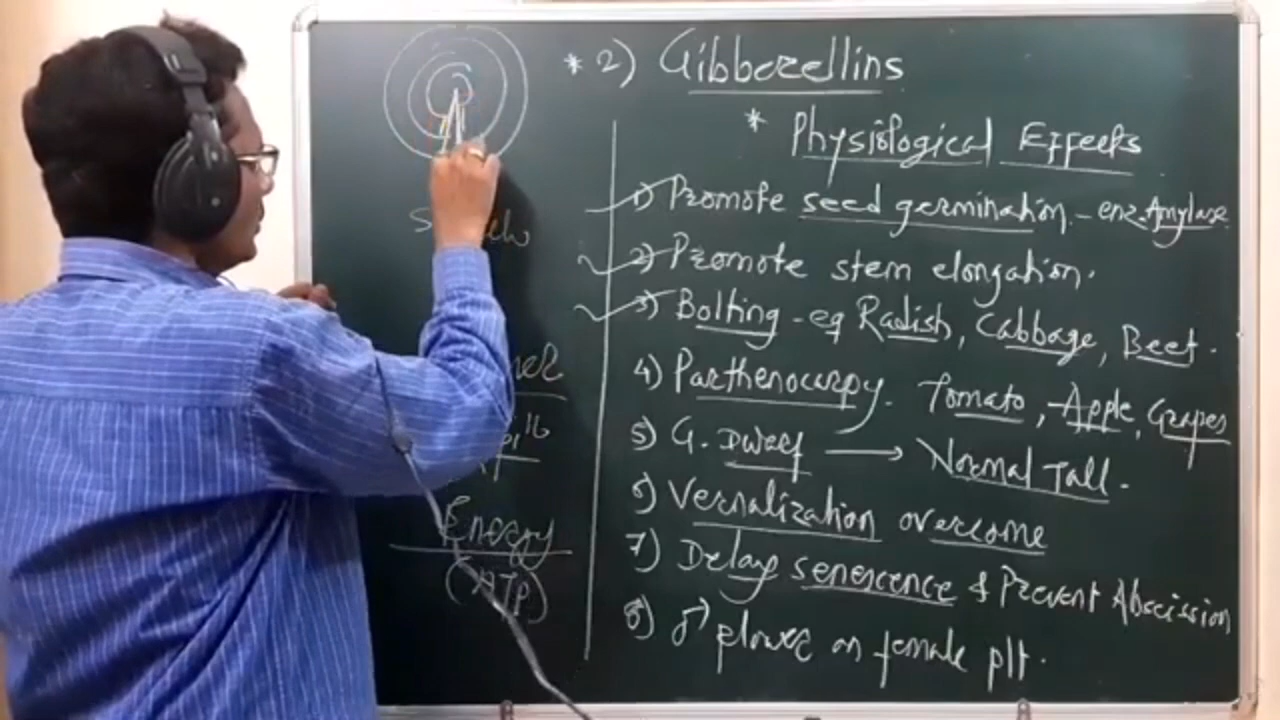 * 2) Gibberellins
* Physiological Effects
1) Promote seed germination - enz. Amylase
2) Promote stem elongation.
3) Bolting - eg Radish, Cabbage, Beet.
4) Parthenocarpy. Tomato, Apple, Grapes
5) G. Dwarf → Normal Tall.
6) Vernalization overcome
7) Delay senescence & Prevent Abscission
8) ♂ flower on female plt.
Energy
(ATP)